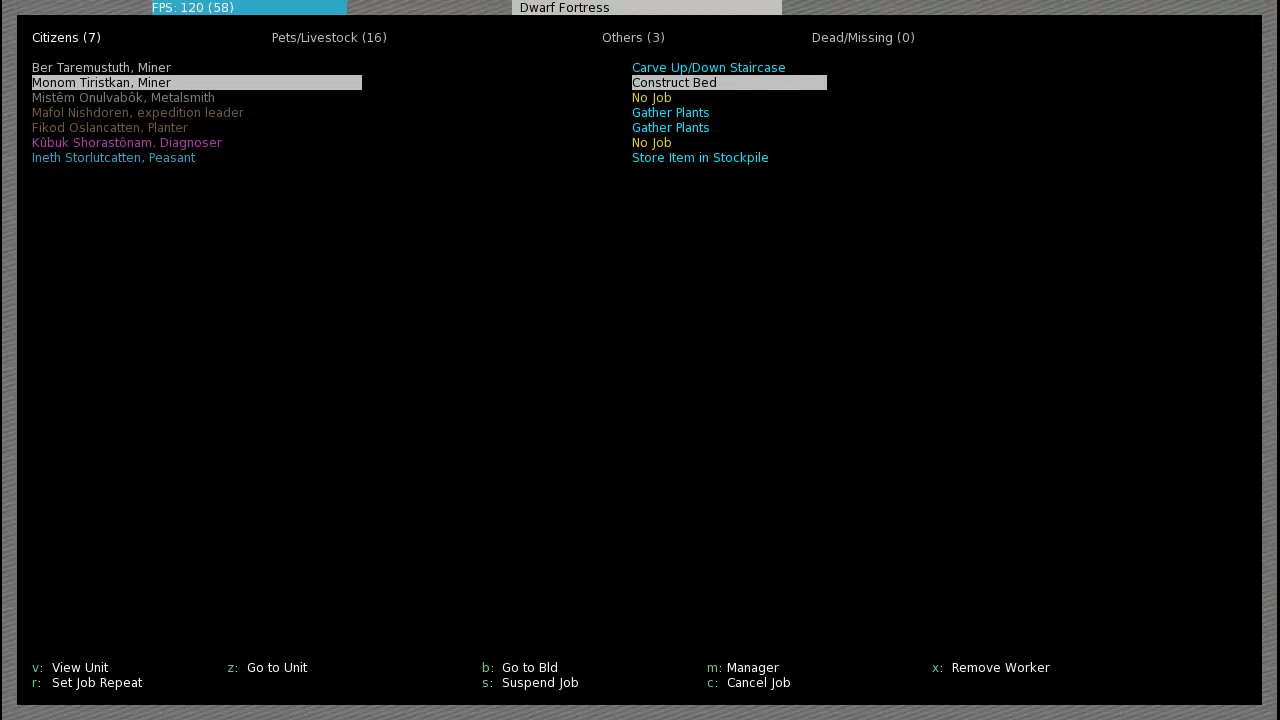 FPS: 120 (58) Dwarf Fortress
Citizens (7) Pets/Livestock (16) Others (3) Dead/Missing (0)
Ber Taremustuth, Miner Carve Up/Down Staircase
Monom Tiristkan, Miner Construct Bed
Mistêm Onulvabôk, Metalsmith No Job
Mafol Nishdoren, expedition leader Gather Plants
Fikod Oslancatten, Planter Gather Plants
Kûbuk Shorastônam, Diagnoser No Job
Ineth Storlutcatten, Peasant Store Item in Stockpile
v: View Unit z: Go to Unit b: Go to Bld m: Manager x: Remove Worker
r: Set Job Repeat s: Suspend Job c: Cancel Job